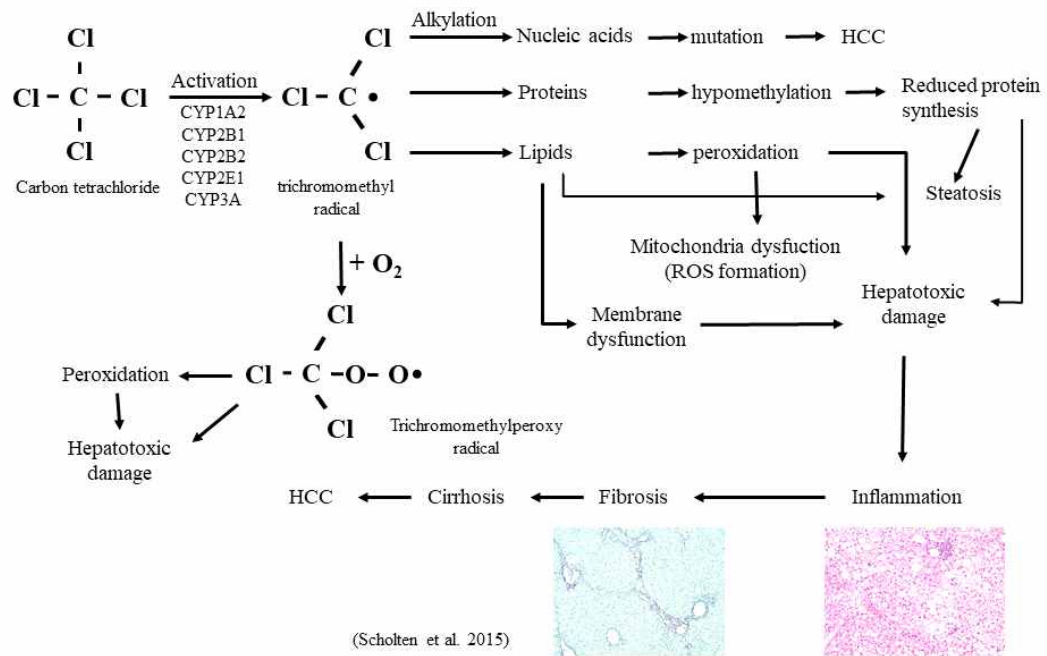 Cl
Cl – C – Cl
Cl
Carbon tetrachloride
Activation
CYP1A2
CYP2B1
CYP2B2
CYP2E1
CYP3A
Cl
Cl – C •
Cl
trichromomethyl
radical
Alkylation
Nucleic acids
mutation
HCC
Proteins
hypomethylation
Reduced protein
synthesis
Lipids
peroxidation
Steatosis
Mitochondria dysfuction
(ROS formation)
Hepatotoxic
damage
Membrane
dysfunction
+ O₂
Cl
Cl – C – O – O •
Cl
Trichromomethylperoxy
radical
Peroxidation
Hepatotoxic
damage
HCC
Cirrhosis
Fibrosis
Inflammation
(Scholten et al. 2015)